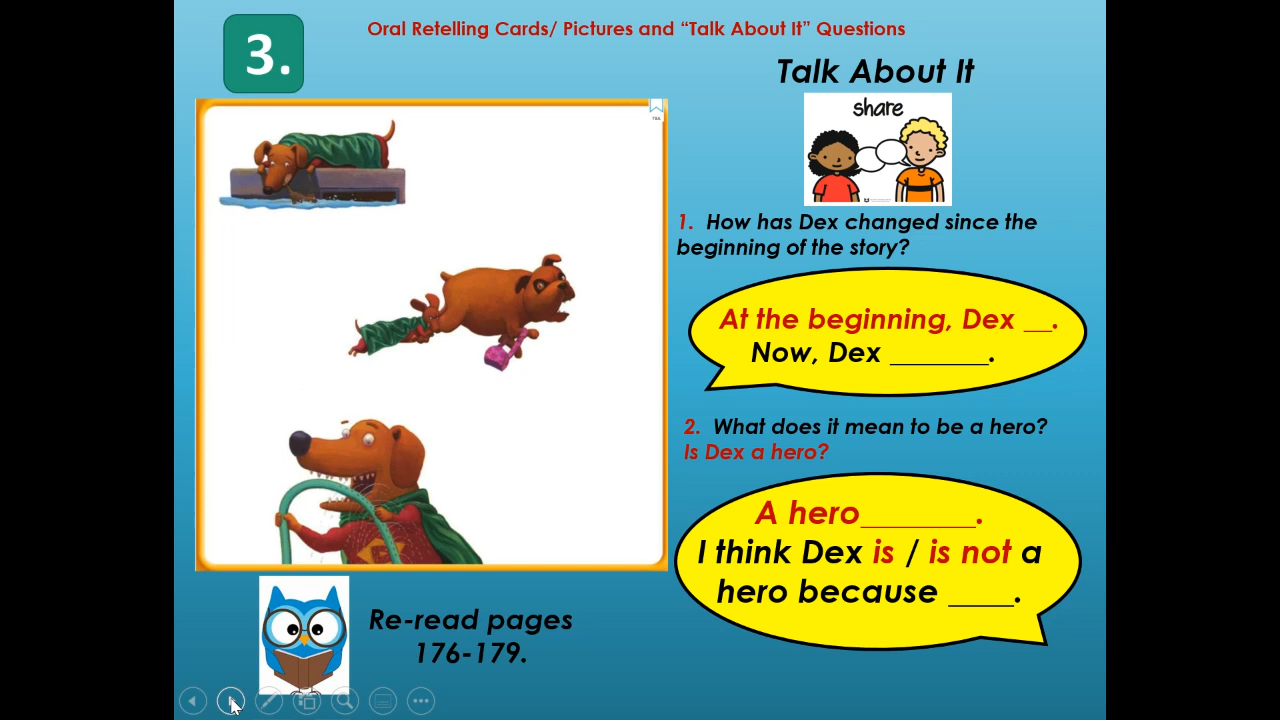 Oral Retelling Cards/ Pictures and “Talk About It” Questions
3.
Talk About It
share
1. How has Dex changed since the
beginning of the story?
At the beginning, Dex __.
Now, Dex _______.
2. What does it mean to be a hero?
Is Dex a hero?
A hero_______.
I think Dex is / is not a
hero because ____.
Re-read pages
176-179.